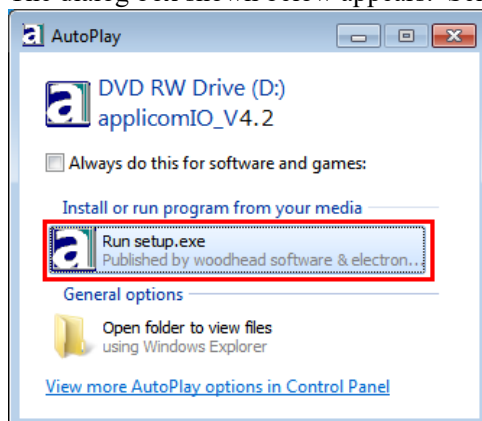 AutoPlay
DVD RW Drive (D:)
applicomIO_V4.2
Always do this for software and games:
Install or run program from your media
Run setup.exe
Published by woodhead software & electron...
General options
Open folder to view files
using Windows Explorer
View more AutoPlay options in Control Panel